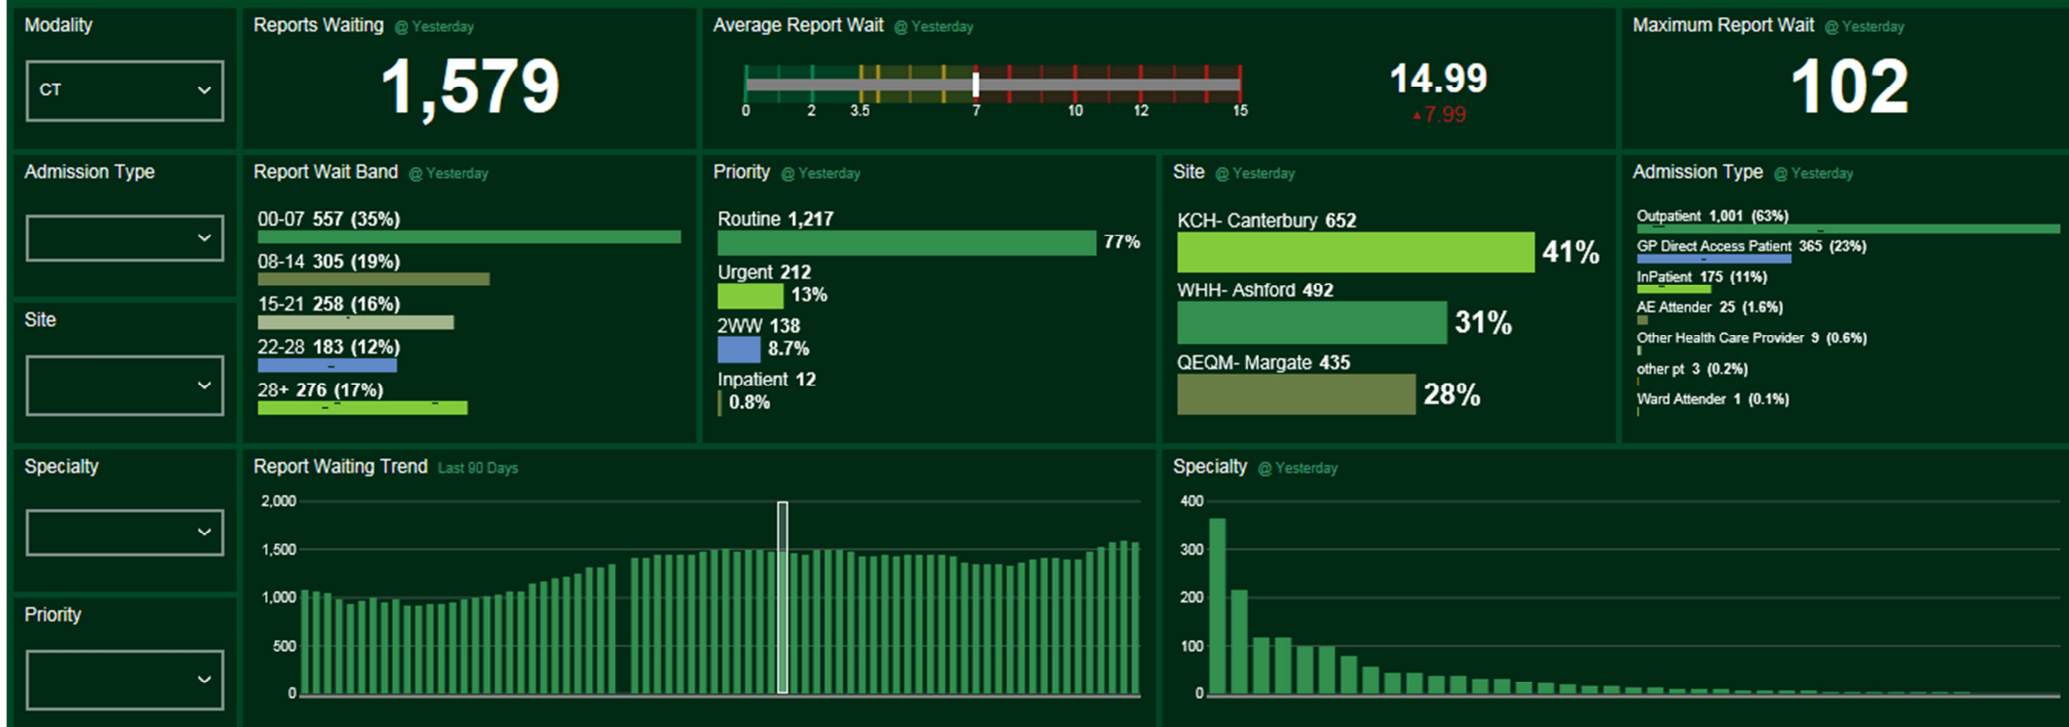 Modality
CT
Reports Waiting @ Yesterday
1,579
Average Report Wait @ Yesterday
0 2 3.5 7 10 12 15
14.99
▲7.99
Maximum Report Wait @ Yesterday
102
Admission Type
Report Wait Band @ Yesterday
00-07 557 (35%)
08-14 305 (19%)
15-21 258 (16%)
22-28 183 (12%)
28+ 276 (17%)
Priority @ Yesterday
Routine 1,217
77%
Urgent 212
13%
2WW 138
8.7%
Inpatient 12
0.8%
Site @ Yesterday
KCH- Canterbury 652
41%
WHH- Ashford 492
31%
QEQM- Margate 435
28%
Admission Type @ Yesterday
Outpatient 1,001 (63%)
GP Direct Access Patient 365 (23%)
InPatient 175 (11%)
AE Attender 25 (1.6%)
Other Health Care Provider 9 (0.6%)
other pt 3 (0.2%)
Ward Attender 1 (0.1%)
Site
Specialty
Report Waiting Trend Last 90 Days
2,000
1,500
1,000
500
0
Specialty @ Yesterday
400
300
200
100
0
Priority